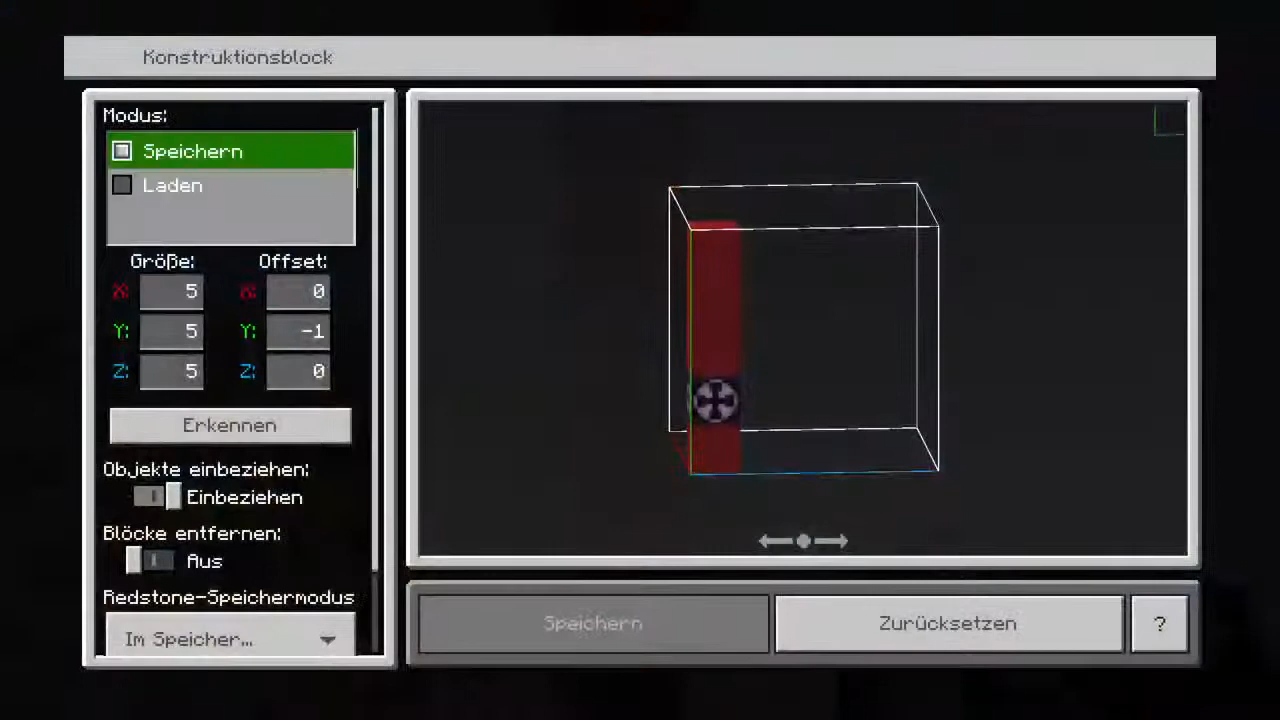 Konstruktionsblock
Modus:
Speichern
Laden
Größe: Offset:
X: 5 X: 0
Y: 5 Y: -1
Z: 5 Z: 0
Erkennen
Objekte einbeziehen:
Einbeziehen
Blöcke entfernen:
Aus
Redstone-Speichermodus
Im Speicher...
Speichern Zurücksetzen ?